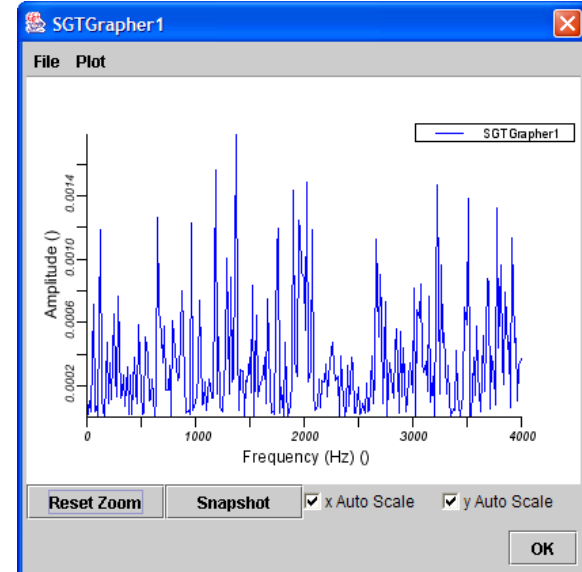 SGTGrapher1
File Plot
SGTGrapher1
Amplitude ()
0.0014
0.0010
0.0006
0.0002
0 1000 2000 3000 4000
Frequency (Hz) ()
Reset Zoom Snapshot x Auto Scale y Auto Scale
OK